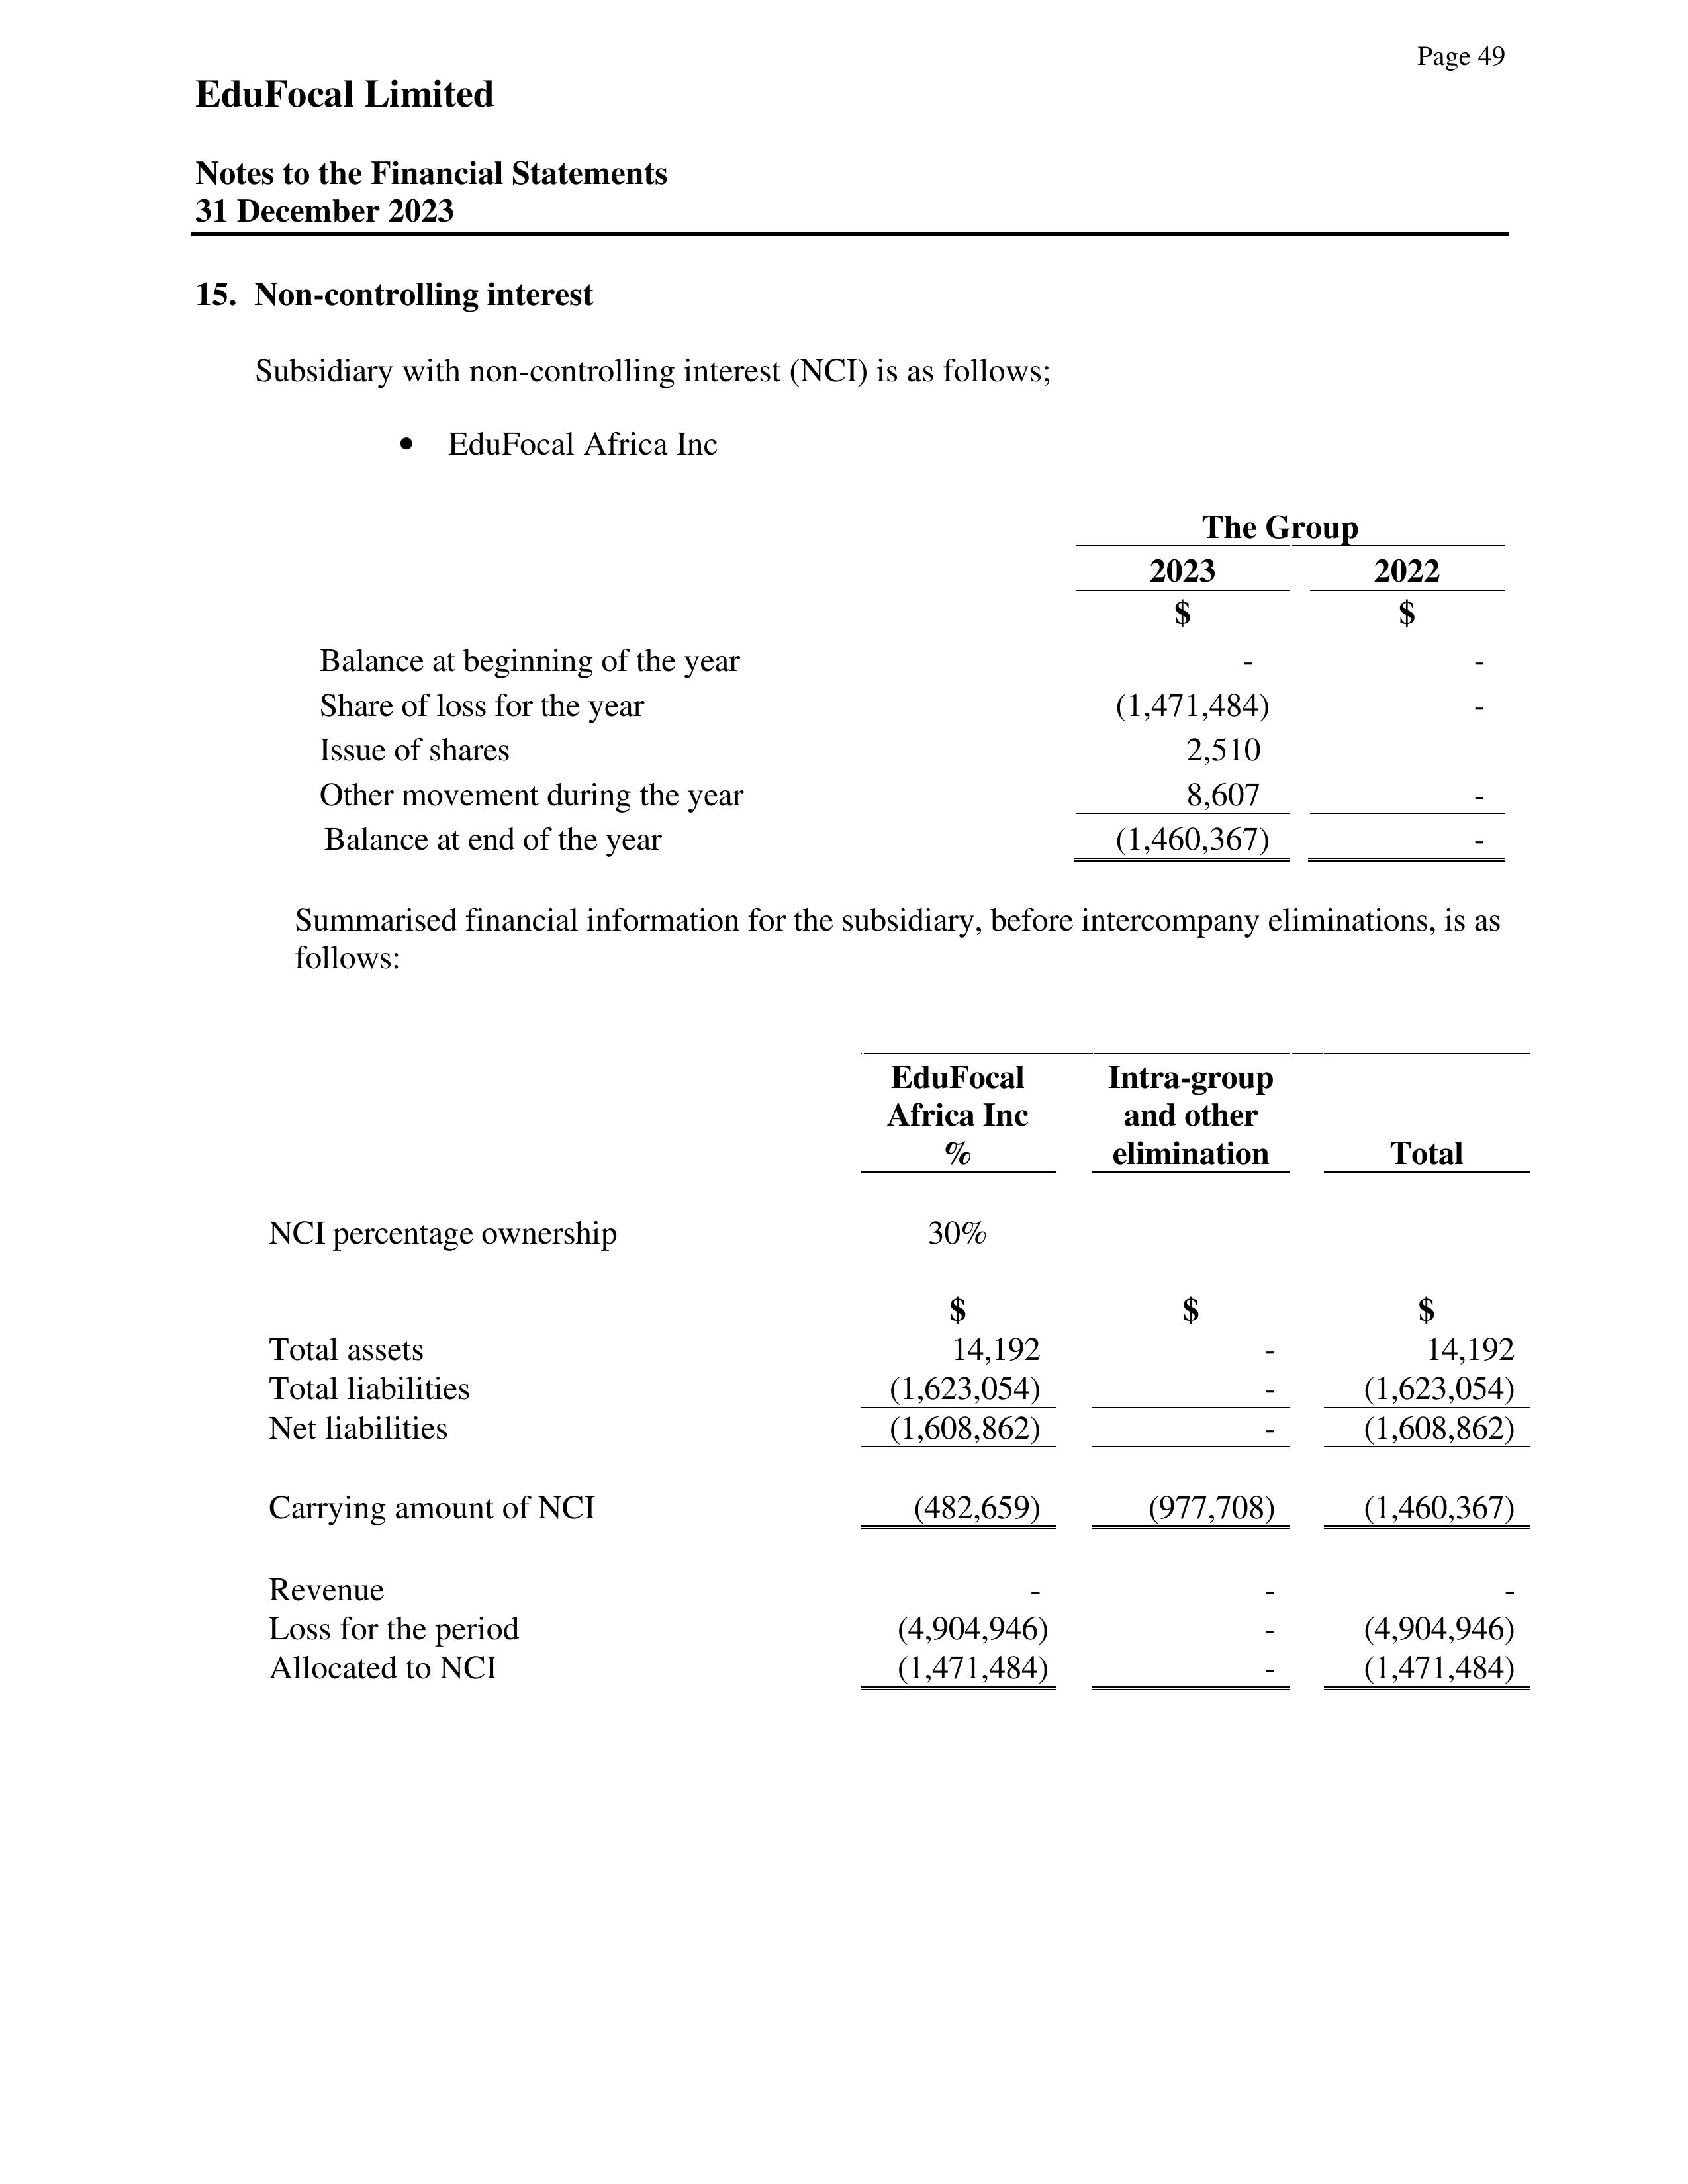 Page 49
EduFocal Limited
Notes to the Financial Statements
31 December 2023
15. Non-controlling interest
Subsidiary with non-controlling interest (NCI) is as follows;
• EduFocal Africa Inc
The Group
2023 2022
$ $
Balance at beginning of the year - -
Share of loss for the year (1,471,484) -
Issue of shares 2,510
Other movement during the year 8,607 -
Balance at end of the year (1,460,367) -
Summarised financial information for the subsidiary, before intercompany eliminations, is as
follows:
EduFocal Intra-group
Africa Inc and other
% elimination Total
NCI percentage ownership 30%
$ $ $
Total assets 14,192 - 14,192
Total liabilities (1,623,054) - (1,623,054)
Net liabilities (1,608,862) - (1,608,862)
Carrying amount of NCI (482,659) (977,708) (1,460,367)
Revenue - - -
Loss for the period (4,904,946) - (4,904,946)
Allocated to NCI (1,471,484) - (1,471,484)